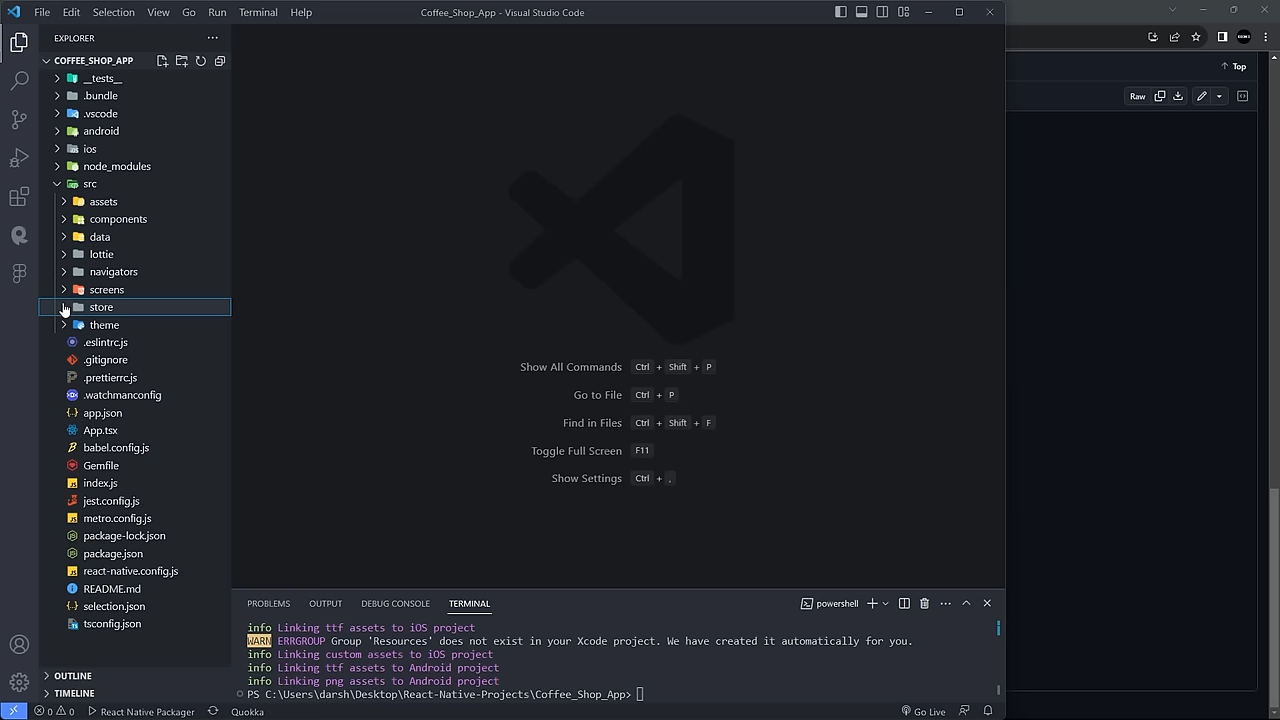 File Edit Selection View Go Run Terminal Help
Coffee_Shop_App - Visual Studio Code
EXPLORER
COFFEE_SHOP_APP
__tests__
.bundle
.vscode
android
ios
node_modules
src
assets
components
data
lottie
navigators
screens
store
theme
.eslintrc.js
.gitignore
.prettierrc.js
.watchmanconfig
app.json
App.tsx
babel.config.js
Gemfile
index.js
jest.config.js
metro.config.js
package-lock.json
package.json
react-native.config.js
README.md
selection.json
tsconfig.json
OUTLINE
TIMELINE
Show All Commands Ctrl + Shift + P
Go to File Ctrl + P
Find in Files Ctrl + Shift + F
Toggle Full Screen F11
Show Settings Ctrl + ,
PROBLEMS OUTPUT DEBUG CONSOLE TERMINAL
powershell
info Linking ttf assets to iOS project
WARN ERRGROUP Group 'Resources' does not exist in your Xcode project. We have created it automatically for you.
info Linking custom assets to iOS project
info Linking ttf assets to Android project
info Linking png assets to Android project
PS C:\Users\darsh\Desktop\React-Native-Projects\Coffee_Shop_App>
0 0 React Native Packager Quokka
Go Live
Top
Raw